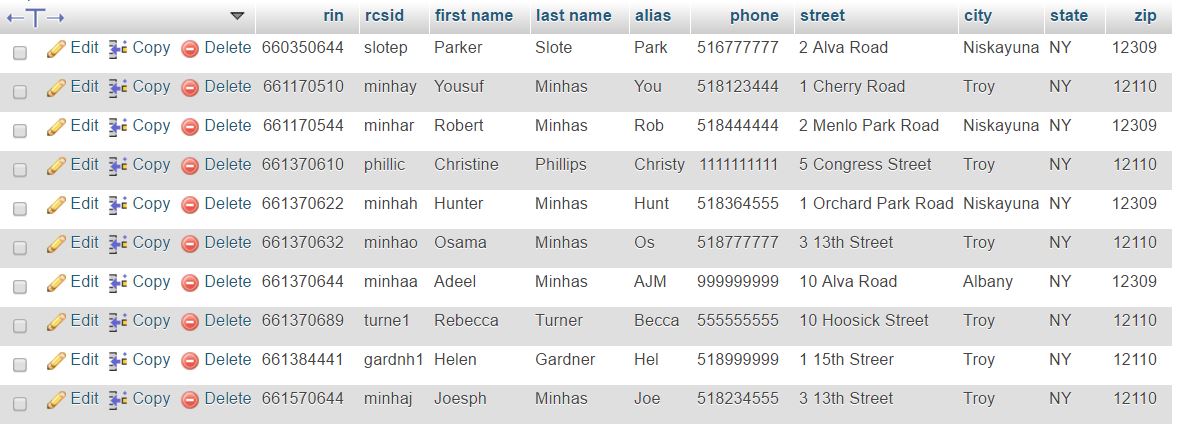 rin rcsid first name last name alias phone street city state zip
Edit Copy Delete 660350644 slotep Parker Slote Park 516777777 2 Alva Road Niskayuna NY 12309
Edit Copy Delete 661170510 minhay Yousuf Minhas You 518123444 1 Cherry Road Troy NY 12110
Edit Copy Delete 661170544 minhar Robert Minhas Rob 518444444 2 Menlo Park Road Niskayuna NY 12309
Edit Copy Delete 661370610 phillic Christine Phillips Christy 1111111111 5 Congress Street Troy NY 12110
Edit Copy Delete 661370622 minhah Hunter Minhas Hunt 518364555 1 Orchard Park Road Niskayuna NY 12309
Edit Copy Delete 661370632 minhao Osama Minhas Os 518777777 3 13th Street Troy NY 12110
Edit Copy Delete 661370644 minhaa Adeel Minhas AJM 999999999 10 Alva Road Albany NY 12309
Edit Copy Delete 661370689 turne1 Rebecca Turner Becca 555555555 10 Hoosick Street Troy NY 12110
Edit Copy Delete 661384441 gardnh1 Helen Gardner Hel 518999999 1 15th Streer Troy NY 12110
Edit Copy Delete 661570644 minhaj Joesph Minhas Joe 518234555 3 13th Street Troy NY 12110